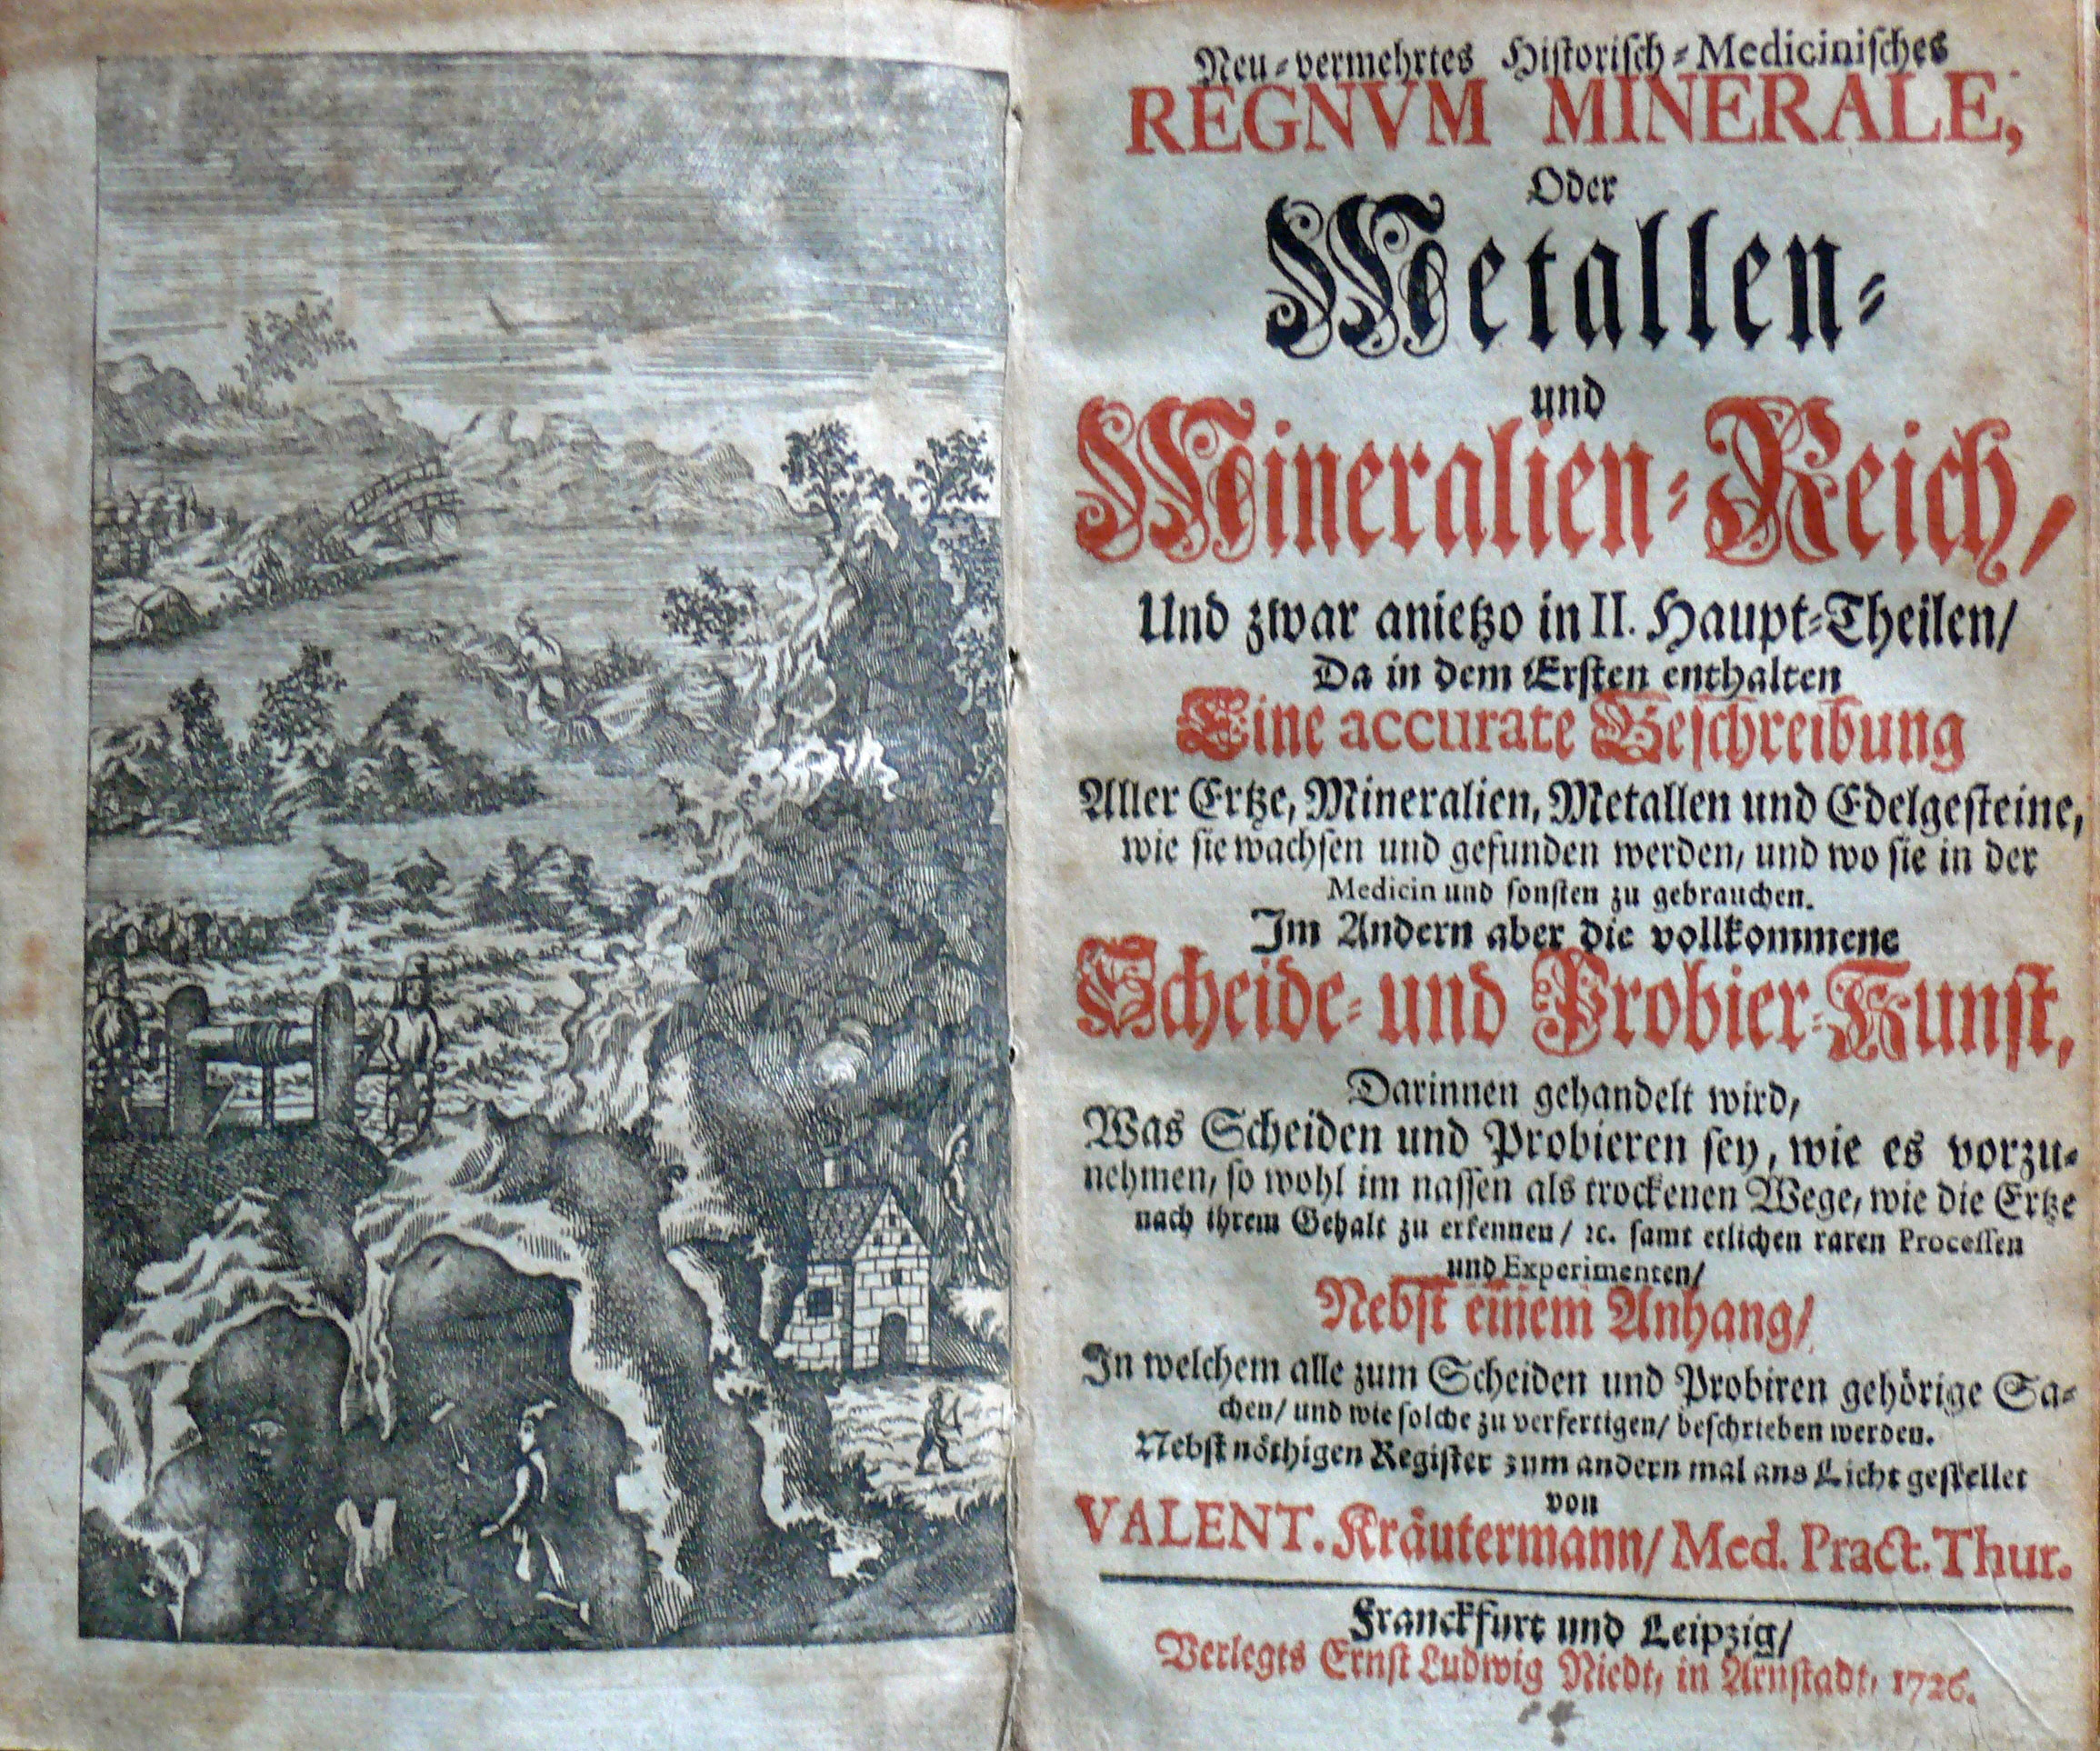 Neu-vermehrtes Historisch-Medicinisches
REGNVM MINERALE,
Oder
Metallen-
und
Mineralien-Reich/
Und zwar anietzo in II. Haupt-Theilen/
Da in dem Ersten enthalten
Eine accurate Beschreibung
Aller Ertze, Mineralien, Metallen und Edelgesteine,
wie sie wachsen und gefunden werden, und wo sie in der
Medicin und sonsten zu gebrauchen.
Im Andern aber die vollkommene
Scheide- und Probier-Kunst,
Darinnen gehandelt wird,
Was Scheiden und Probieren sey, wie es vorzu-
nehmen, so wohl im nassen als trockenen Wege, wie die Ertze
nach ihrem Gehalt zu erkennen/ ꝛc. samt etlichen raren Processen
und Experimenten/
Nebst einem Anhang/
In welchem alle zum Scheiden und Probiren gehörige Sa-
chen/ und wie solche zu verfertigen/ beschrieben werden.
Nebst nöthigen Register zum andern mal ans Licht gestellet
von
VALENT. Kräutermann/ Med. Pract. Thur.
Franckfurt und Leipzig/
Verlegts Ernst Ludwig Niedt, in Arnstadt, 1726.